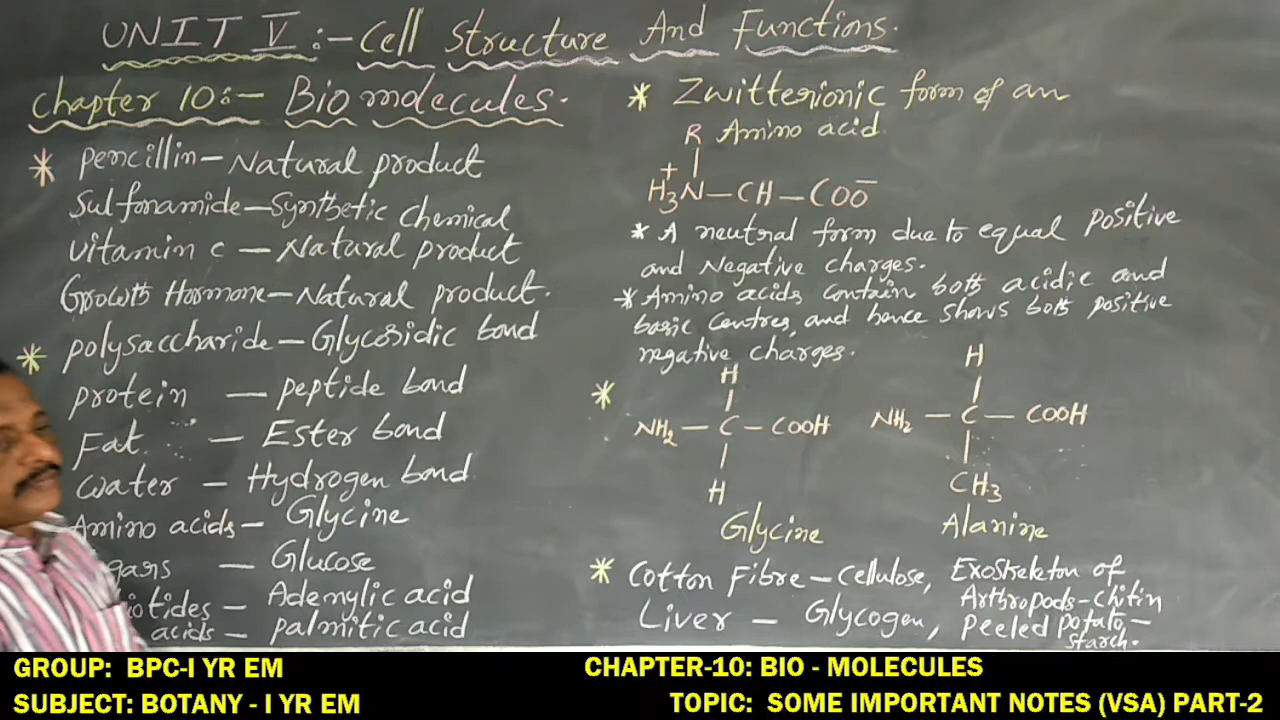 UNIT V :- Cell Structure And Functions.
Chapter 10:- Biomolecules.
* Pencillin - Natural product
Sulfonamide - Synthetic Chemical
Vitamin C - Natural product
Growth Hormone - Natural product.
* Polysaccharide - Glycosidic bond
Protein - peptide bond
Fat - Ester bond
Water - Hydrogen bond
Amino acids - Glycine
gars - Glucose
iotides - Ademylic acid
acids - palmitic acid
* Zwitterionic form of an
Amino acid.
R
|
H3N+ - CH - COO-
* A neutral form due to equal positive
and Negative charges.
* Amino acids contain both acidic and
basic centres, and hence shows both positive
negative charges.
*
H
|
NH2 - C - COOH
|
H
Glycine
H
|
NH2 - C - COOH
|
CH3
Alanine
* Cotton Fibre - Cellulose, Exoskeleton of
Arthropods - chitin
Liver - Glycogen, peeled potato -
starch.
GROUP: BPC-I YR EM
CHAPTER-10: BIO - MOLECULES
SUBJECT: BOTANY - I YR EM
TOPIC: SOME IMPORTANT NOTES (VSA) PART-2